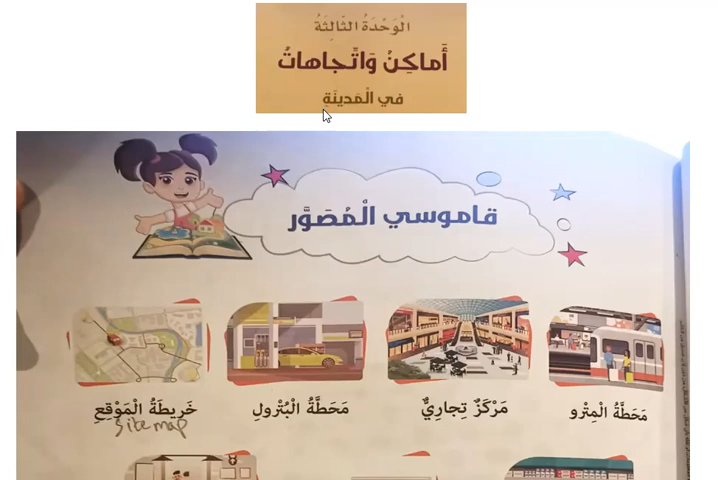 الْوَحْدَةُ الثَّالِثَةُ
أَماكِنُ وَاتِّجاهاتُ
في الْمَدينَةِ
قاموسي الْمُصَوَّر
مَحَطَّةُ الْمِتْرو
مَرْكَزٌ تِجارِيٌّ
مَحَطَّةُ الْبُتْرولِ
خَريطَةُ الْمَوْقِعِ
site map